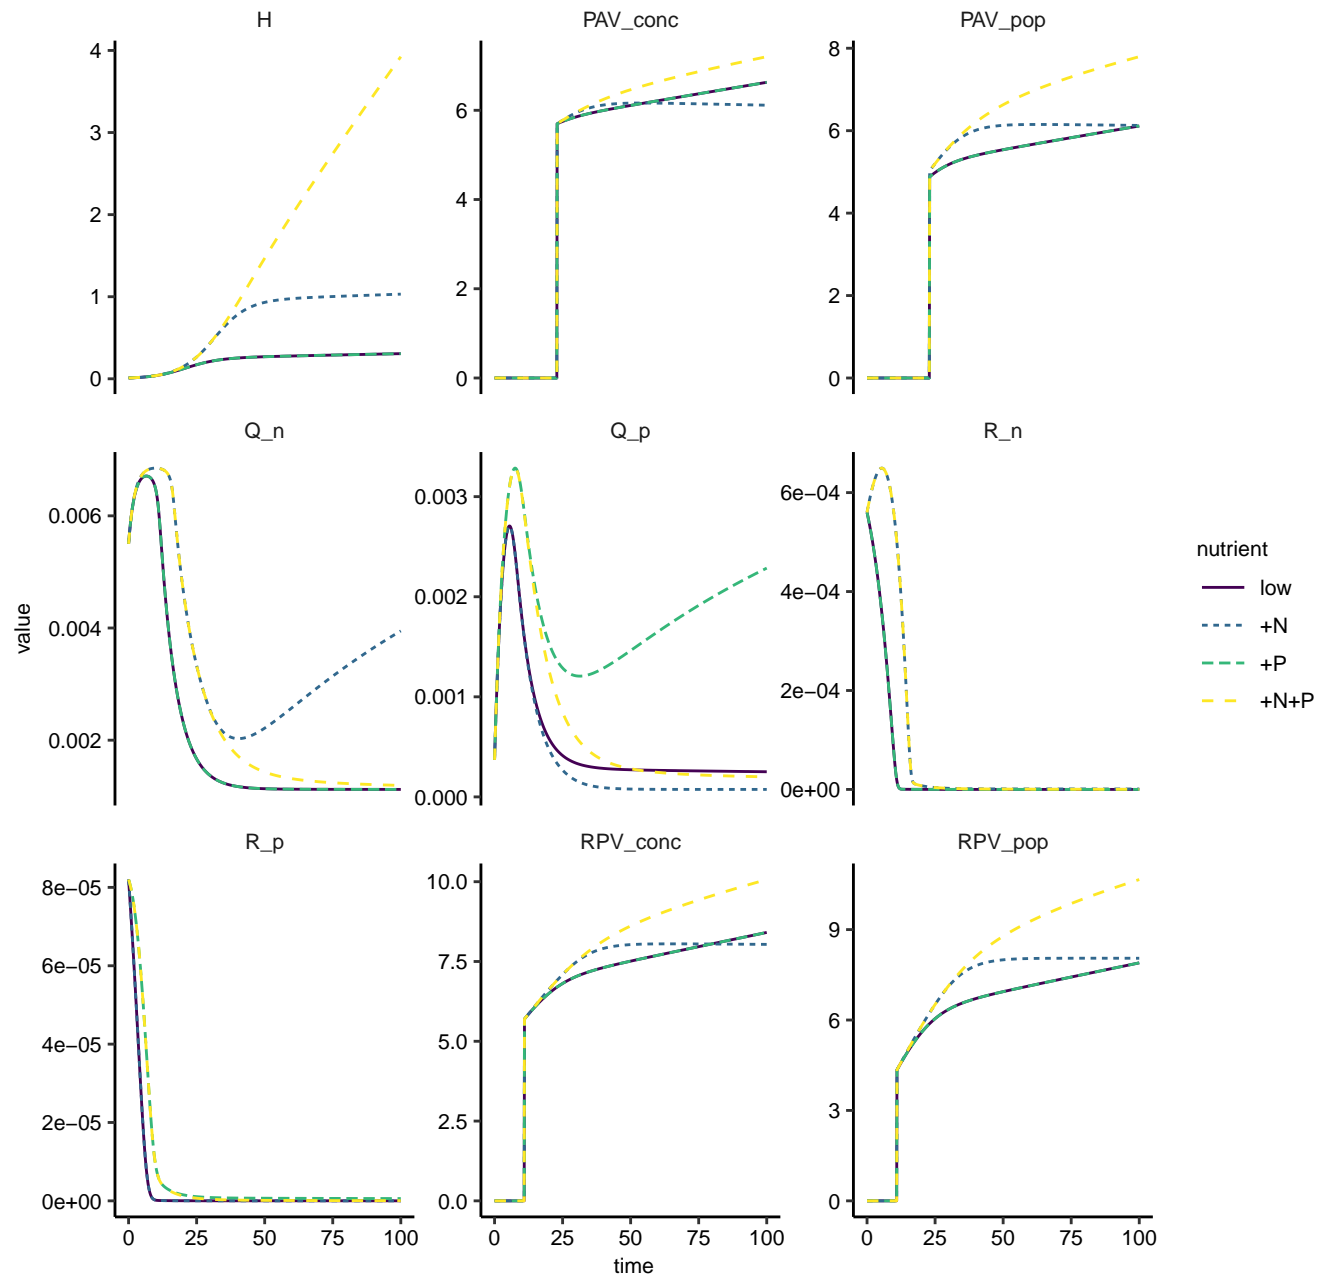 H
PAV_conc
PAV_pop
4
3
2
1
0
6
4
2
0
8
6
4
2
0
Q_n
Q_p
R_n
0.006
0.004
0.002
0.003
0.002
0.001
0.000
6e−04
4e−04
2e−04
0e+00
value
nutrient
low
+N
+P
+N+P
R_p
RPV_conc
RPV_pop
8e−05
6e−05
4e−05
2e−05
0e+00
10.0
7.5
5.0
2.5
0.0
9
6
3
0
0 25 50 75 100
0 25 50 75 100
0 25 50 75 100
time